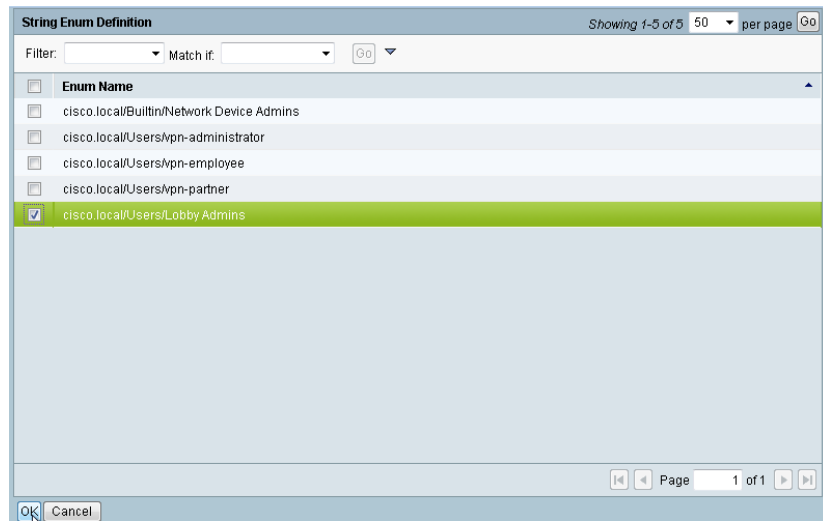 String Enum Definition Showing 1-5 of 5 50 per page Go
Filter: Match if: Go
Enum Name
cisco.local/Builtin/Network Device Admins
cisco.local/Users/vpn-administrator
cisco.local/Users/vpn-employee
cisco.local/Users/vpn-partner
cisco.local/Users/Lobby Admins
Page 1 of 1
OK Cancel